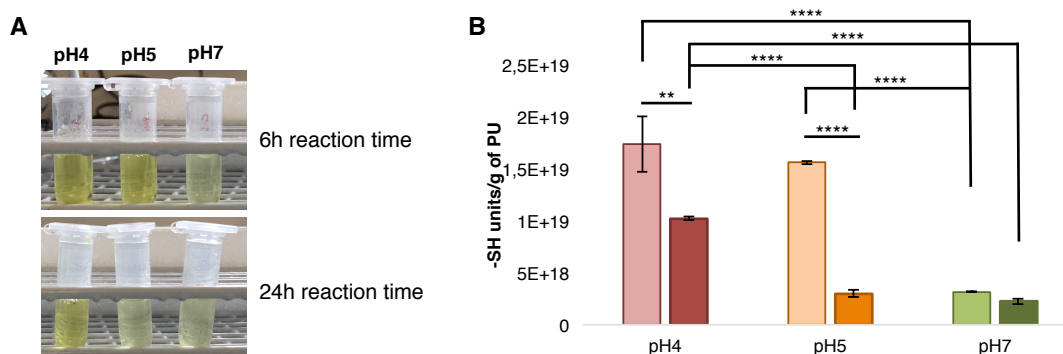 A
pH4 pH5 pH7
6h reaction time
24h reaction time
B
-SH units/g of PU
2,5E+19
2E+19
1,5E+19
1E+19
5E+18
0
****
****
****
****
**
****
pH4 pH5 pH7